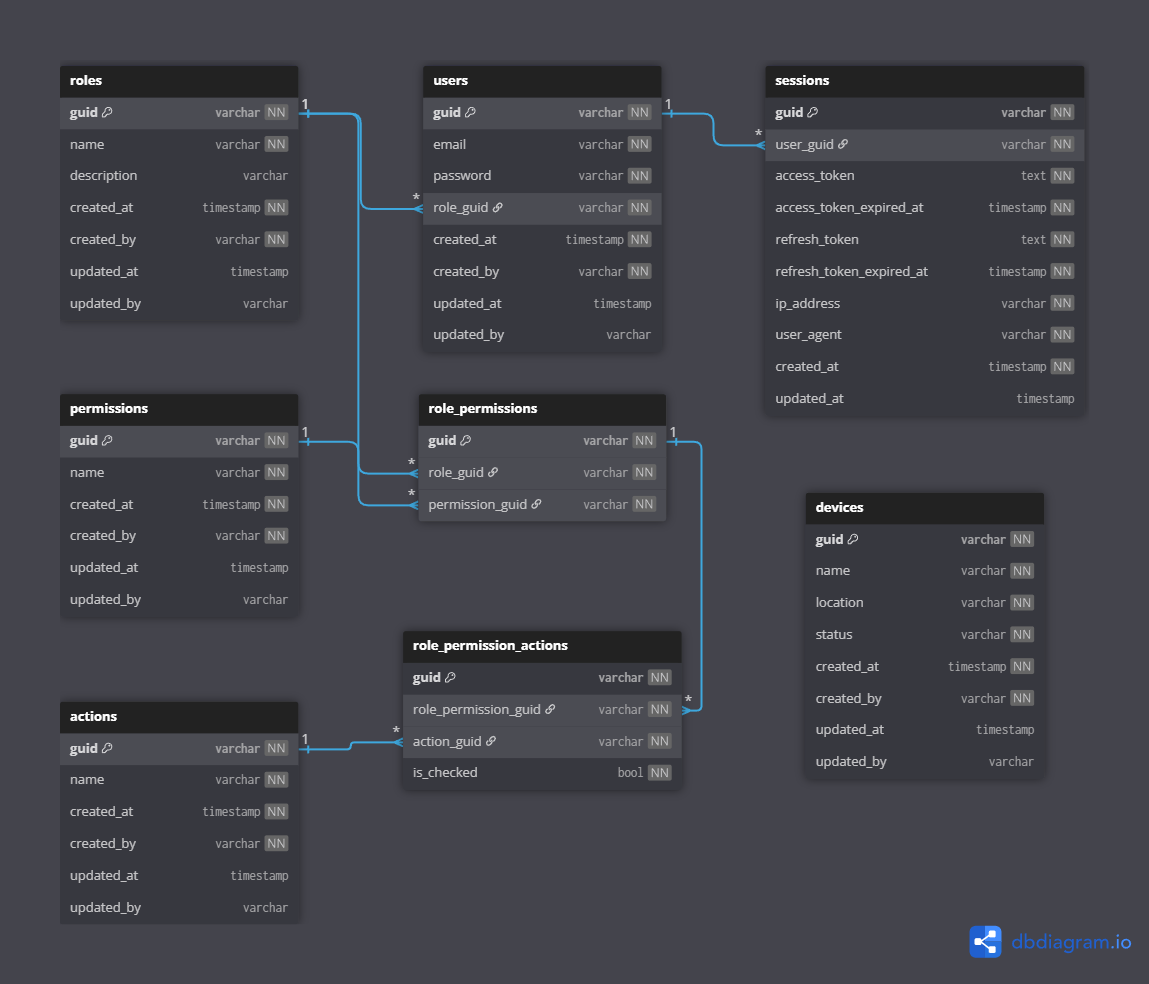 roles
guid varchar NN
name varchar NN
description varchar
created_at timestamp NN
created_by varchar NN
updated_at timestamp
updated_by varchar
1
users
guid varchar NN
email varchar NN
password varchar NN
* role_guid varchar NN
created_at timestamp NN
created_by varchar NN
updated_at timestamp
updated_by varchar
1
sessions
guid varchar NN
* user_guid varchar NN
access_token text NN
access_token_expired_at timestamp NN
refresh_token text NN
refresh_token_expired_at timestamp NN
ip_address varchar NN
user_agent varchar NN
created_at timestamp NN
updated_at timestamp
permissions
guid varchar NN
name varchar NN
created_at timestamp NN
created_by varchar NN
updated_at timestamp
updated_by varchar
1
role_permissions
guid varchar NN
* role_guid varchar NN
* permission_guid varchar NN
1
devices
guid varchar NN
name varchar NN
location varchar NN
status varchar NN
created_at timestamp NN
created_by varchar NN
updated_at timestamp
updated_by varchar
role_permission_actions
guid varchar NN
role_permission_guid varchar NN *
* action_guid varchar NN
is_checked bool NN
actions
guid varchar NN
name varchar NN
created_at timestamp NN
created_by varchar NN
updated_at timestamp
updated_by varchar
1
dbdiagram.io